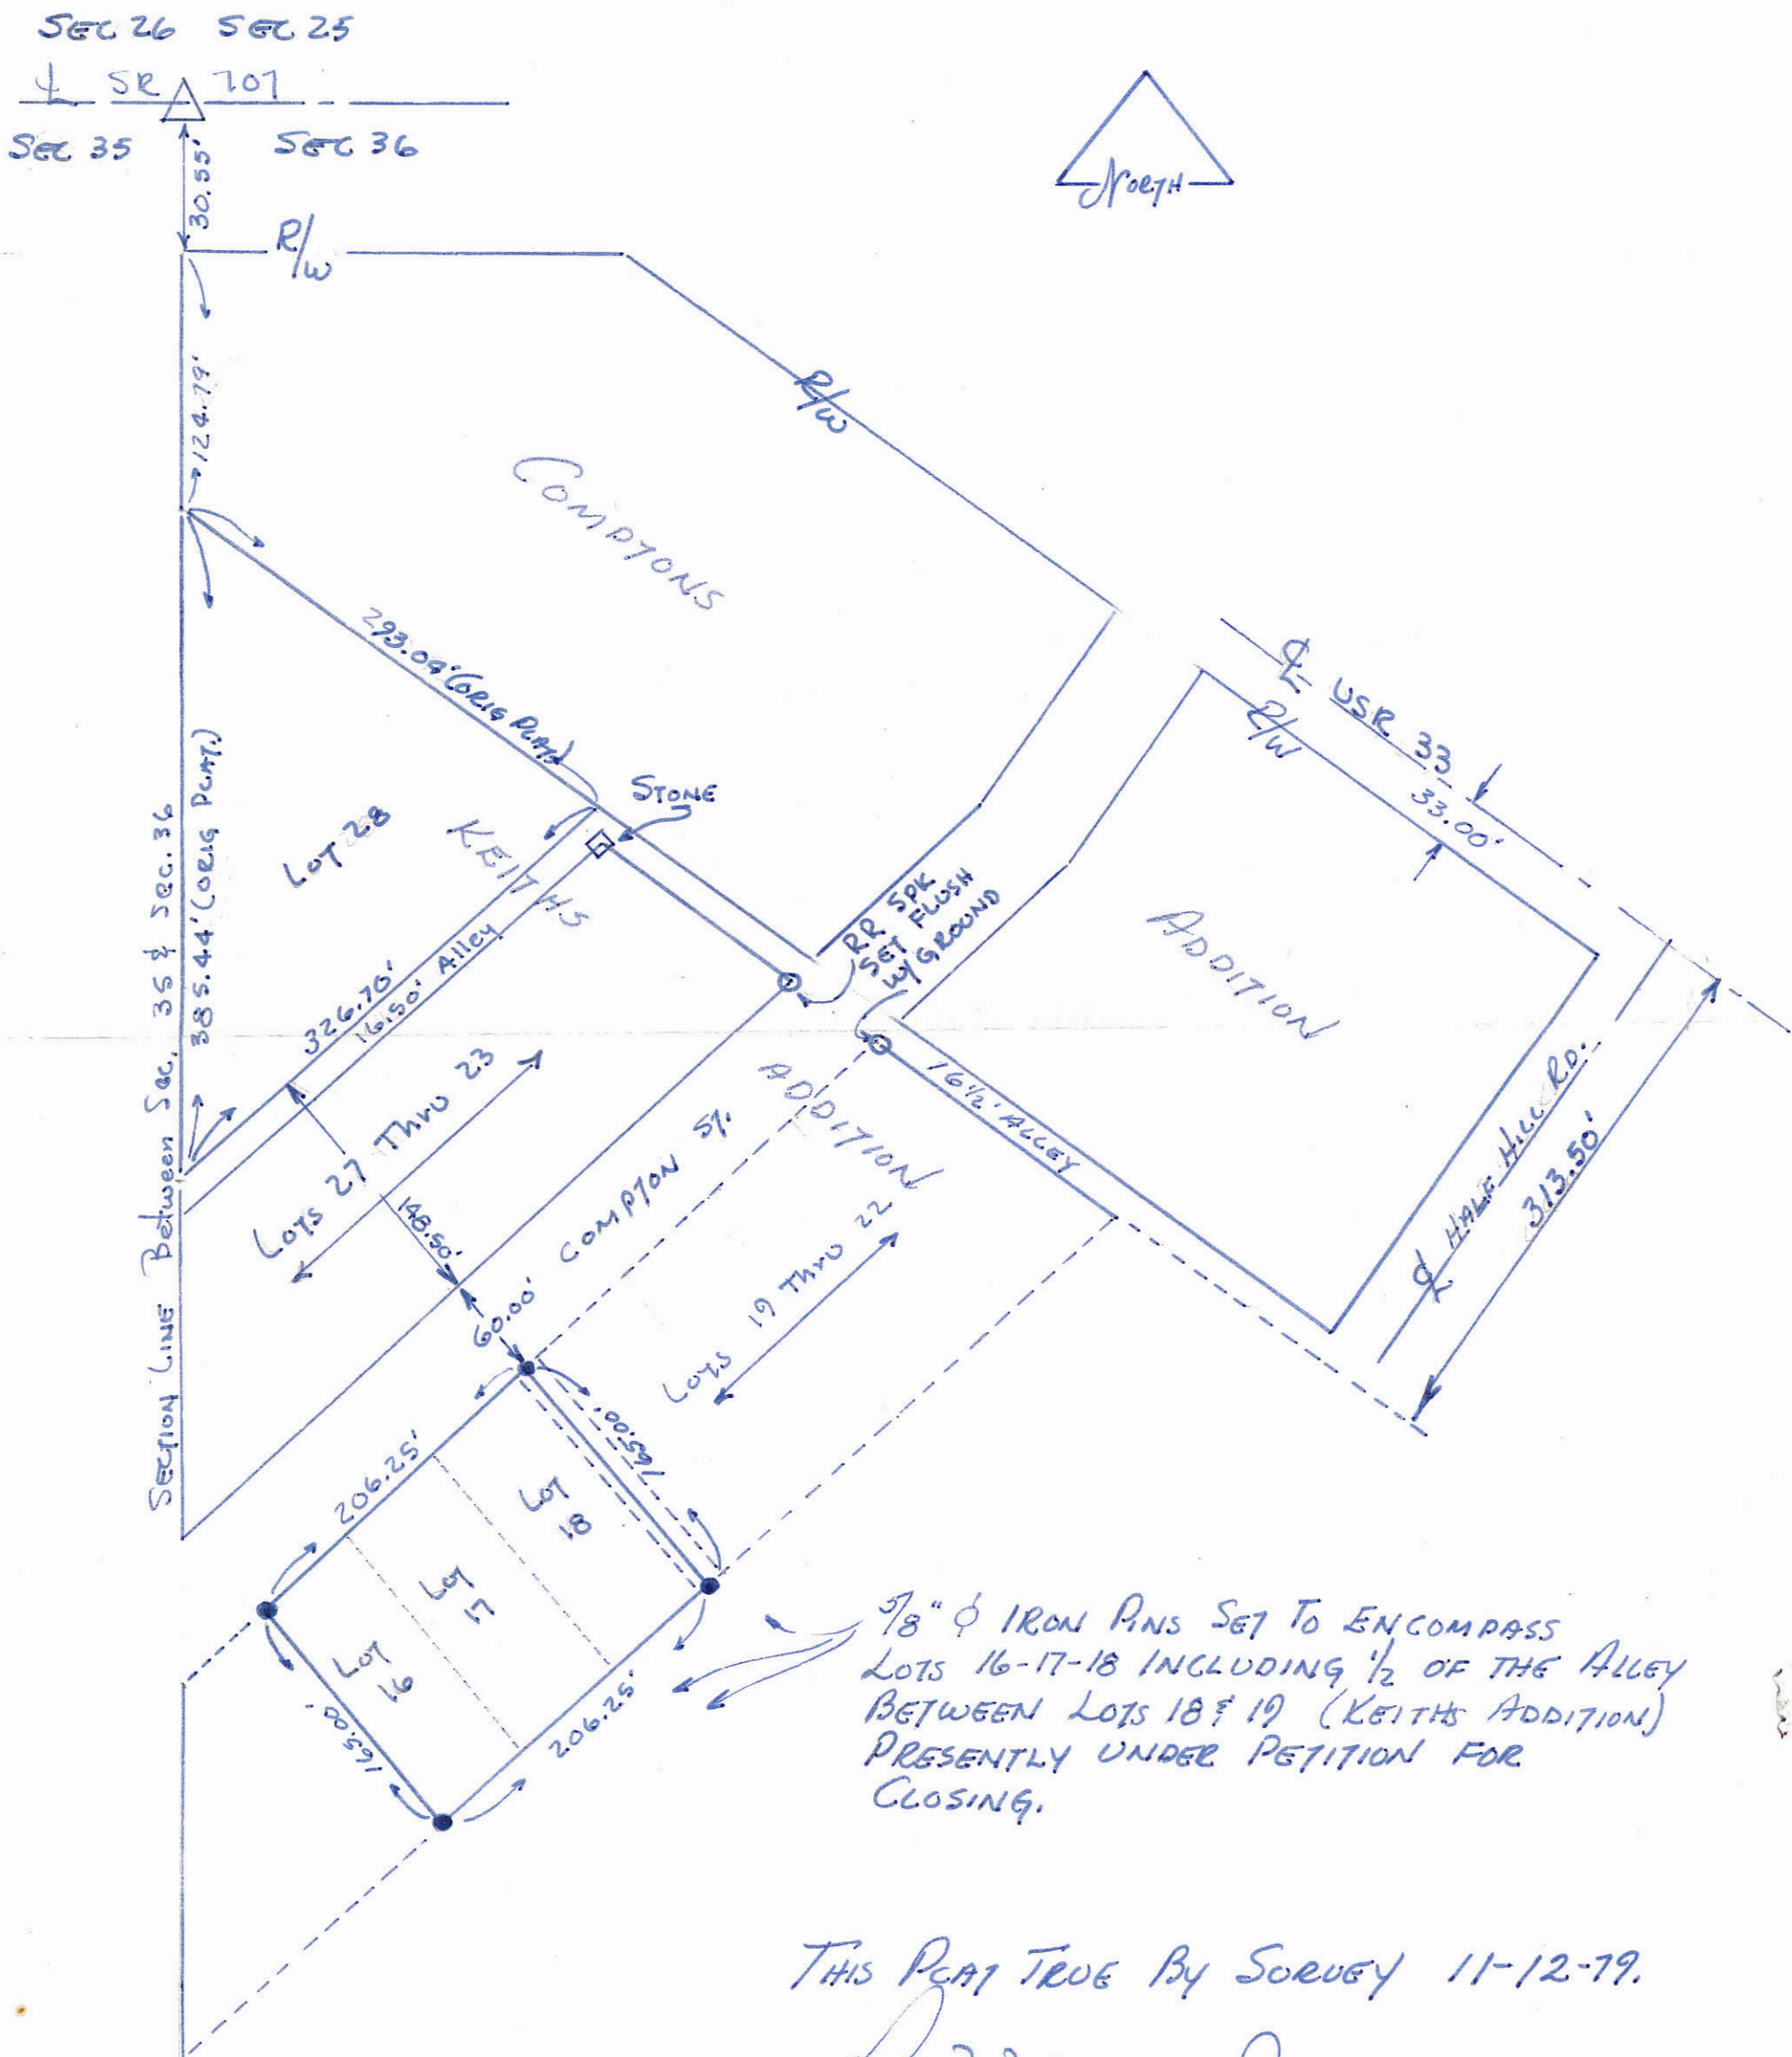 SEC 26 SEC 25
℄ SR 707
SEC 35 SEC 36
30.55'
NORTH
R/W
R/W
124.79'
COMPTONS
293.04' (ORIG PLAT)
℄ USR 33
R/W
33.00'
STONE
LOT 28
KEITHS
385.44' (ORIG PLAT.)
SECTION LINE Between Sec. 35 & Sec. 36
RR SPK
SET FLUSH
W/ GROUND
ADDITION
326.70'
16.50' Alley
LOTS 27 Thru 23
ADDITION
16 1/2' ALLEY
℄ HALF HILL RD.
313.50'
148.50'
COMPTON ST.
60.00'
LOTS 19 Thru 22
165.00'
206.25'
LOT
18
LOT
17
LOT
16
165.00'
206.25'
5/8" ϕ IRON PINS SET TO ENCOMPASS
LOTS 16-17-18 INCLUDING 1/2 OF THE ALLEY
BETWEEN LOTS 18 & 19 (KEITHS ADDITION)
PRESENTLY UNDER PETITION FOR
CLOSING.
THIS PLAT TRUE BY SURVEY 11-12-79.